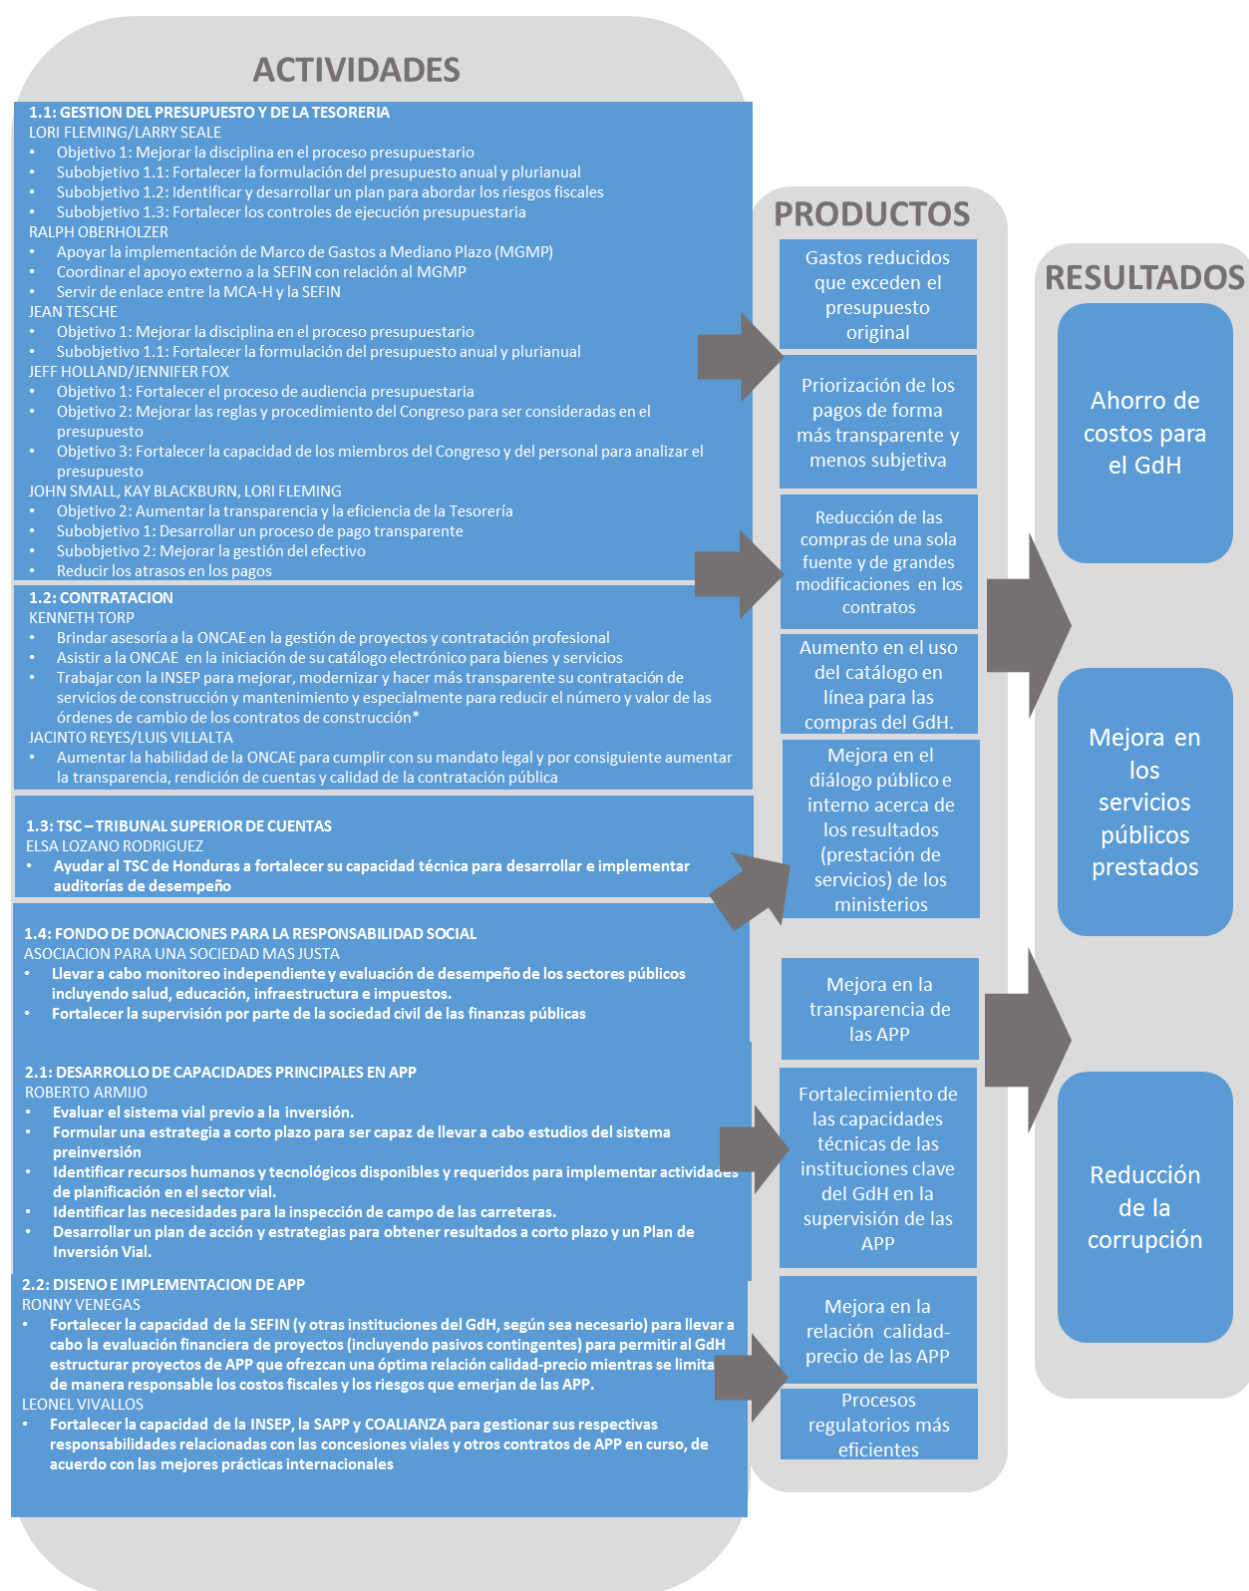 ACTIVIDADES
1.1: GESTION DEL PRESUPUESTO Y DE LA TESORERIA
LORI FLEMING/LARRY SEALE
• Objetivo 1: Mejorar la disciplina en el proceso presupuestario
• Subobjetivo 1.1: Fortalecer la formulación del presupuesto anual y plurianual
• Subobjetivo 1.2: Identificar y desarrollar un plan para abordar los riesgos fiscales
• Subobjetivo 1.3: Fortalecer los controles de ejecución presupuestaria
RALPH OBERHOLZER
• Apoyar la implementación de Marco de Gastos a Mediano Plazo (MGMP)
• Coordinar el apoyo externo a la SEFIN con relación al MGMP
• Servir de enlace entre la MCA-H y la SEFIN
JEAN TESCHE
• Objetivo 1: Mejorar la disciplina en el proceso presupuestario
• Subobjetivo 1.1: Fortalecer la formulación del presupuesto anual y plurianual
JEFF HOLLAND/JENNIFER FOX
• Objetivo 1: Fortalecer el proceso de audiencia presupuestaria
• Objetivo 2: Mejorar las reglas y procedimiento del Congreso para ser consideradas en el
presupuesto
• Objetivo 3: Fortalecer la capacidad de los miembros del Congreso y del personal para analizar el
presupuesto
JOHN SMALL, KAY BLACKBURN, LORI FLEMING
• Objetivo 2: Aumentar la transparencia y la eficiencia de la Tesorería
• Subobjetivo 1: Desarrollar un proceso de pago transparente
• Subobjetivo 2: Mejorar la gestión del efectivo
• Reducir los atrasos en los pagos
1.2: CONTRATACION
KENNETH TORP
• Brindar asesoría a la ONCAE en la gestión de proyectos y contratación profesional
• Asistir a la ONCAE en la iniciación de su catálogo electrónico para bienes y servicios
• Trabajar con la INSEP para mejorar, modernizar y hacer más transparente su contratación de
servicios de construcción y mantenimiento y especialmente para reducir el número y valor de las
órdenes de cambio de los contratos de construcción*
JACINTO REYES/LUIS VILLALTA
• Aumentar la habilidad de la ONCAE para cumplir con su mandato legal y por consiguiente aumentar
la transparencia, rendición de cuentas y calidad de la contratación pública
1.3: TSC – TRIBUNAL SUPERIOR DE CUENTAS
ELSA LOZANO RODRIGUEZ
• Ayudar al TSC de Honduras a fortalecer su capacidad técnica para desarrollar e implementar
auditorías de desempeño
1.4: FONDO DE DONACIONES PARA LA RESPONSABILIDAD SOCIAL
ASOCIACION PARA UNA SOCIEDAD MAS JUSTA
• Llevar a cabo monitoreo independiente y evaluación de desempeño de los sectores públicos
incluyendo salud, educación, infraestructura e impuestos.
• Fortalecer la supervisión por parte de la sociedad civil de las finanzas públicas
2.1: DESARROLLO DE CAPACIDADES PRINCIPALES EN APP
ROBERTO ARMIJO
• Evaluar el sistema vial previo a la inversión.
• Formular una estrategia a corto plazo para ser capaz de llevar a cabo estudios del sistema
preinversión
• Identificar recursos humanos y tecnológicos disponibles y requeridos para implementar actividades
de planificación en el sector vial.
• Identificar las necesidades para la inspección de campo de las carreteras.
• Desarrollar un plan de acción y estrategias para obtener resultados a corto plazo y un Plan de
Inversión Vial.
2.2: DISENO E IMPLEMENTACION DE APP
RONNY VENEGAS
• Fortalecer la capacidad de la SEFIN (y otras instituciones del GdH, según sea necesario) para llevar a
cabo la evaluación financiera de proyectos (incluyendo pasivos contingentes) para permitir al GdH
estructurar proyectos de APP que ofrezcan una óptima relación calidad-precio mientras se limita
de manera responsable los costos fiscales y los riesgos que emerjan de las APP.
LEONEL VIVALLOS
• Fortalecer la capacidad de la INSEP, la SAPP y COALIANZA para gestionar sus respectivas
responsabilidades relacionadas con las concesiones viales y otros contratos de APP en curso, de
acuerdo con las mejores prácticas internacionales
PRODUCTOS
Gastos reducidos
que exceden el
presupuesto
original
Priorización de los
pagos de forma
más transparente y
menos subjetiva
Reducción de las
compras de una sola
fuente y de grandes
modificaciones en los
contratos
Aumento en el uso
del catálogo en
línea para las
compras del GdH.
Mejora en el
diálogo público e
interno acerca de
los resultados
(prestación de
servicios) de los
ministerios
Mejora en la
transparencia de
las APP
Fortalecimiento de
las capacidades
técnicas de las
instituciones clave
del GdH en la
supervisión de las
APP
Mejora en la
relación calidad-
precio de las APP
Procesos
regulatorios más
eficientes
RESULTADOS
Ahorro de
costos para
el GdH
Mejora en
los
servicios
públicos
prestados
Reducción
de la
corrupción